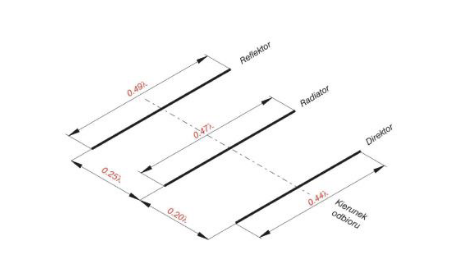 Reflektor
0.49λ
Radiator
0.47λ
Direktor
0.25λ
0.20λ
0.44λ
Kierunek
odbioru